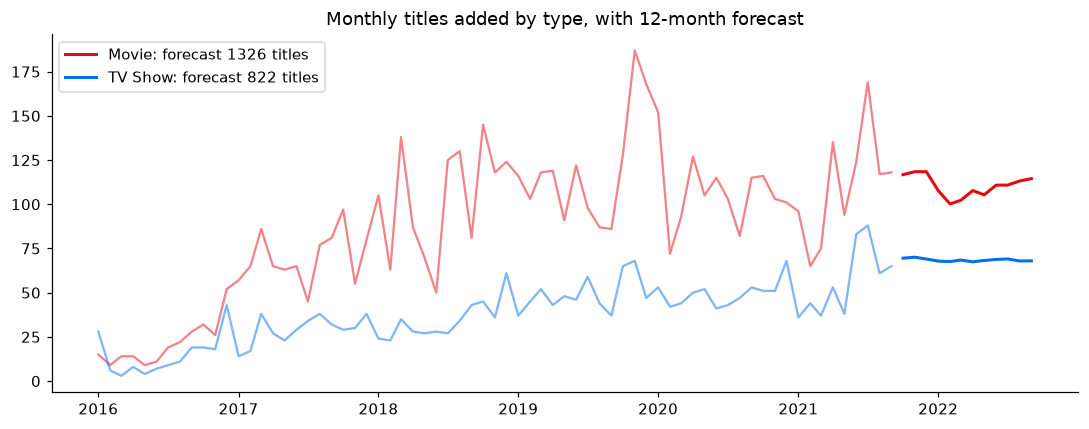 Monthly titles added by type, with 12-month forecast
Movie: forecast 1326 titles
TV Show: forecast 822 titles
175
150
125
100
75
50
25
0
2016 2017 2018 2019 2020 2021 2022